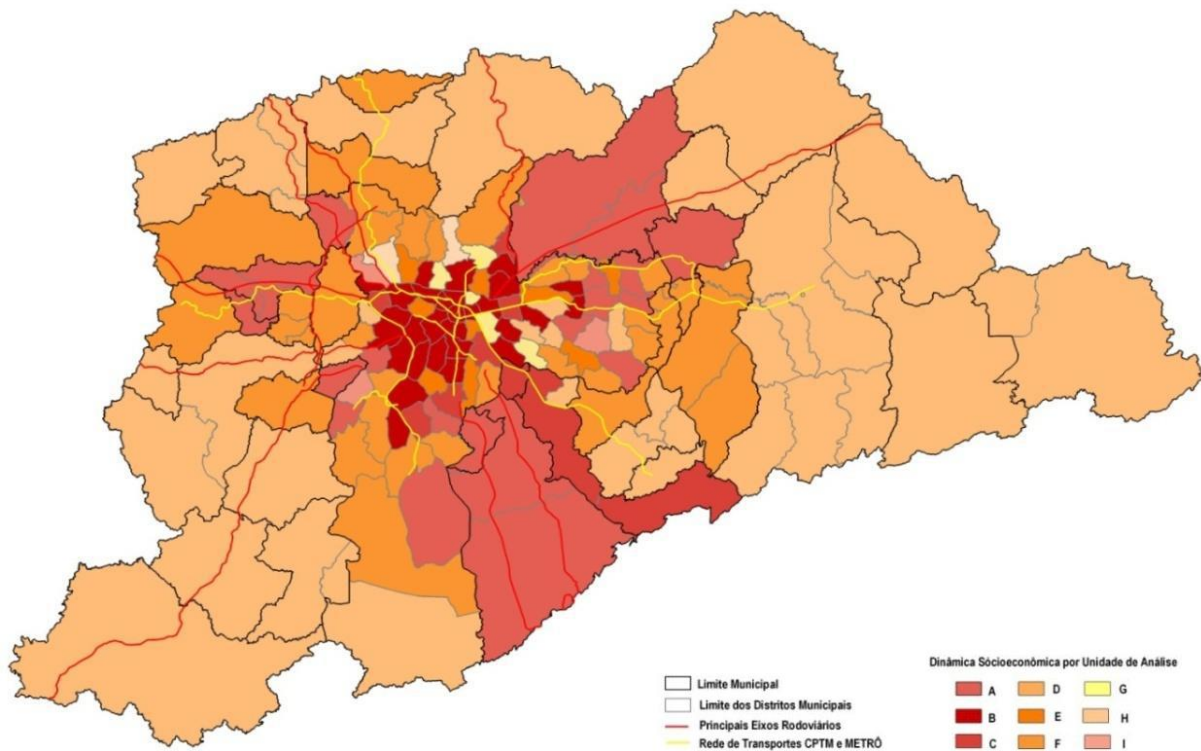 Dinâmica Sócioeconômica por Unidade de Análise
Limite Municipal
Limite dos Distritos Municipais
Principais Eixos Rodoviários
Rede de Transportes CPTM e METRÔ
A D G
B E H
C F I